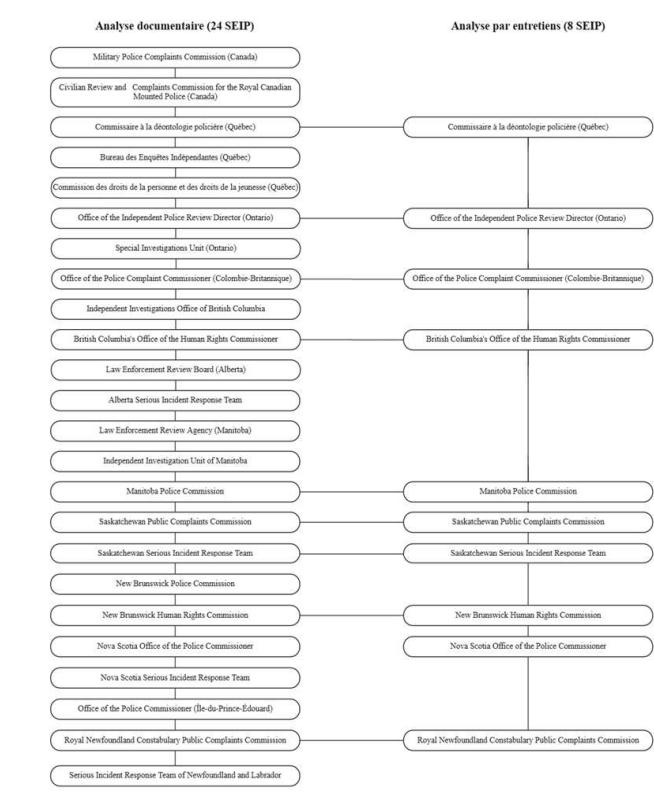 Analyse documentaire (24 SEIP)
Analyse par entretiens (8 SEIP)
Military Police Complaints Commission (Canada)
Civilian Review and Complaints Commission for the Royal Canadian
Mounted Police (Canada)
Commissaire à la déontologie policière (Québec)
Commissaire à la déontologie policière (Québec)
Bureau des Enquêtes Indépendantes (Québec)
Commission des droits de la personne et des droits de la jeunesse (Québec)
Office of the Independent Police Review Director (Ontario)
Office of the Independent Police Review Director (Ontario)
Special Investigations Unit (Ontario)
Office of the Police Complaint Commissioner (Colombie-Britannique)
Office of the Police Complaint Commissioner (Colombie-Britannique)
Independent Investigations Office of British Columbia
British Columbia's Office of the Human Rights Commissioner
British Columbia's Office of the Human Rights Commissioner
Law Enforcement Review Board (Alberta)
Alberta Serious Incident Response Team
Law Enforcement Review Agency (Manitoba)
Independent Investigation Unit of Manitoba
Manitoba Police Commission
Manitoba Police Commission
Saskatchewan Public Complaints Commission
Saskatchewan Public Complaints Commission
Saskatchewan Serious Incident Response Team
Saskatchewan Serious Incident Response Team
New Brunswick Police Commission
New Brunswick Human Rights Commission
New Brunswick Human Rights Commission
Nova Scotia Office of the Police Commissioner
Nova Scotia Office of the Police Commissioner
Nova Scotia Serious Incident Response Team
Office of the Police Commissioner (Île-du-Prince-Édouard)
Royal Newfoundland Constabulary Public Complaints Commission
Royal Newfoundland Constabulary Public Complaints Commission
Serious Incident Response Team of Newfoundland and Labrador